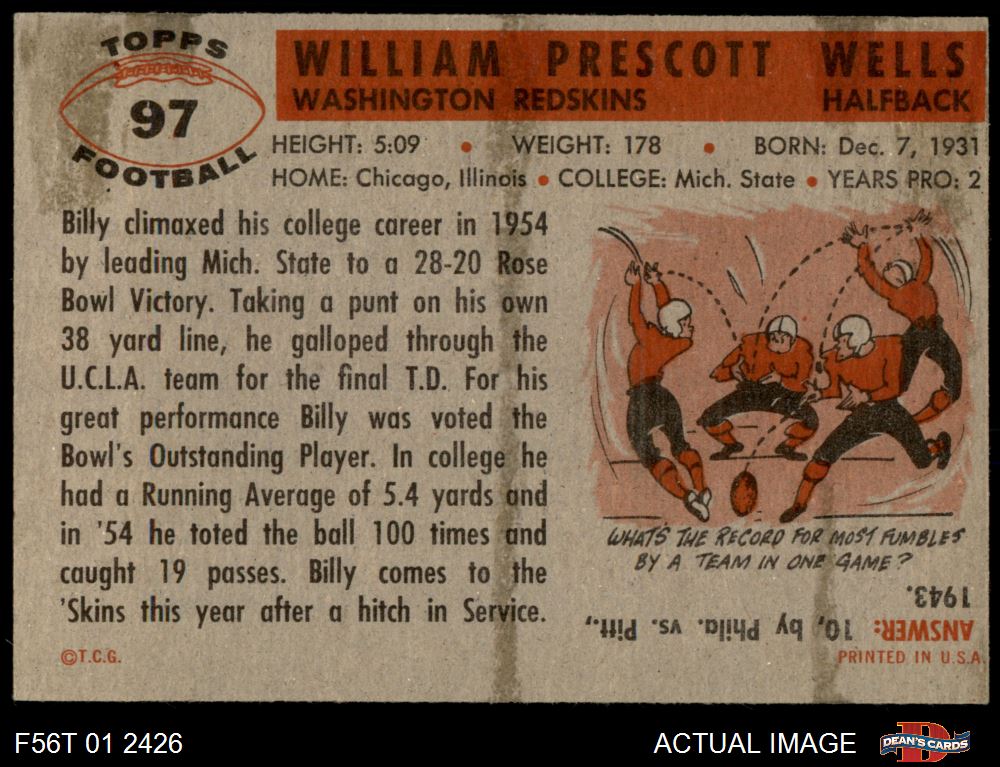 TOPPS
97
FOOTBALL
WILLIAM PRESCOTT WELLS
WASHINGTON REDSKINS HALFBACK
HEIGHT: 5:09 • WEIGHT: 178 • BORN: Dec. 7, 1931
HOME: Chicago, Illinois • COLLEGE: Mich. State • YEARS PRO: 2
Billy climaxed his college career in 1954
by leading Mich. State to a 28-20 Rose
Bowl Victory. Taking a punt on his own
38 yard line, he galloped through the
U.C.L.A. team for the final T.D. For his
great performance Billy was voted the
Bowl's Outstanding Player. In college he
had a Running Average of 5.4 yards and
in '54 he toted the ball 100 times and
caught 19 passes. Billy comes to the
'Skins this year after a hitch in Service.
©T.C.G.
WHAT'S THE RECORD FOR MOST FUMBLES
BY A TEAM IN ONE GAME?
ANSWER: 10, by Phila. vs. Pitt.,
1943.
PRINTED IN U.S.A.
F56T 01 2426
ACTUAL IMAGE
D
DEAN'S CARDS